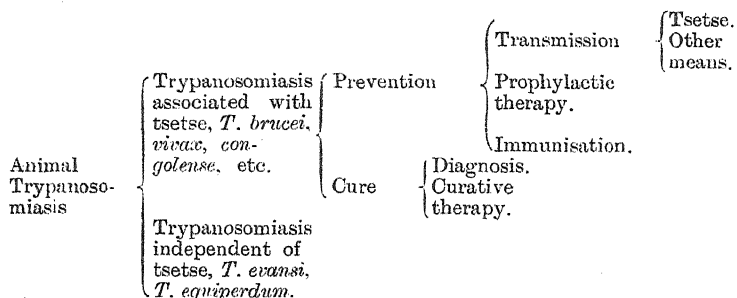 Animal
Trypanoso-
miasis
Trypanosomiasis
associated with
tsetse, T. brucei,
vivax, con-
golense, etc.
Trypanosomiasis
independent of
tsetse, T. evansi,
T. equiperdum.
Prevention
Cure
Transmission
Prophylactic
therapy.
Immunisation.
Diagnosis.
Curative
therapy.
Tsetse.
Other
means.